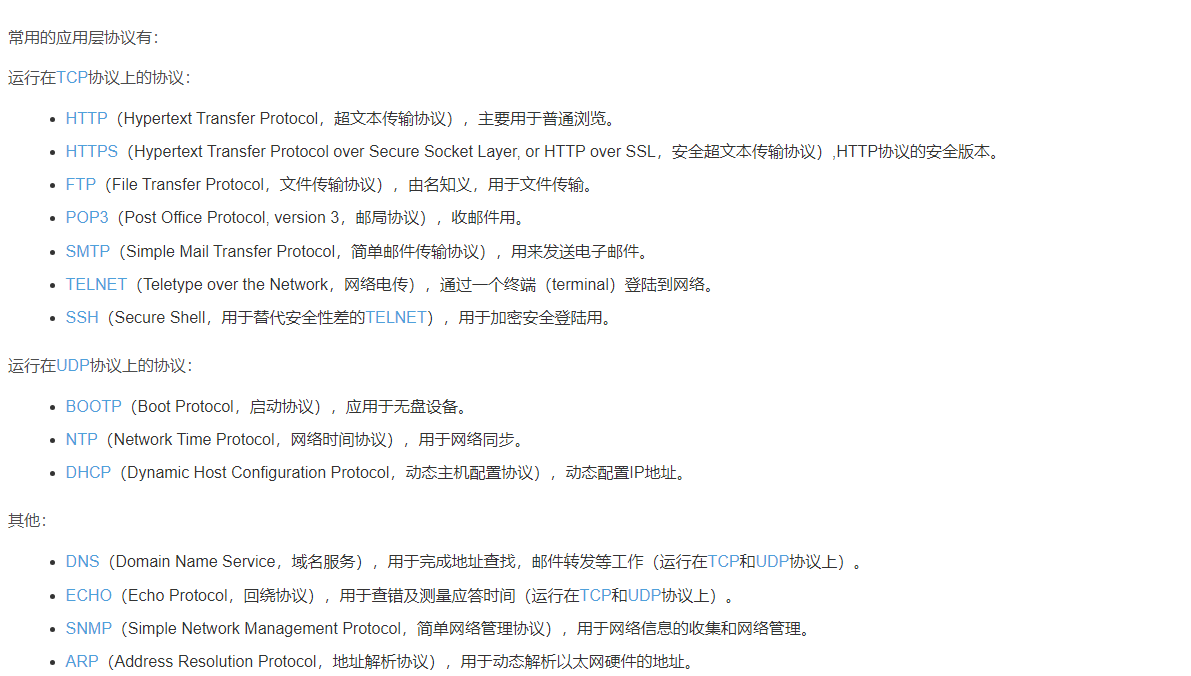 常用的应用层协议有：
运行在TCP协议上的协议：
HTTP（Hypertext Transfer Protocol，超文本传输协议），主要用于普通浏览。
HTTPS（Hypertext Transfer Protocol over Secure Socket Layer, or HTTP over SSL，安全超文本传输协议）,HTTP协议的安全版本。
FTP（File Transfer Protocol，文件传输协议），由名知义，用于文件传输。
POP3（Post Office Protocol, version 3，邮局协议），收邮件用。
SMTP（Simple Mail Transfer Protocol，简单邮件传输协议），用来发送电子邮件。
TELNET（Teletype over the Network，网络电传），通过一个终端（terminal）登陆到网络。
SSH（Secure Shell，用于替代安全性差的TELNET），用于加密安全登陆用。
运行在UDP协议上的协议：
BOOTP（Boot Protocol，启动协议），应用于无盘设备。
NTP（Network Time Protocol，网络时间协议），用于网络同步。
DHCP（Dynamic Host Configuration Protocol，动态主机配置协议），动态配置IP地址。
其他：
DNS（Domain Name Service，域名服务），用于完成地址查找，邮件转发等工作（运行在TCP和UDP协议上）。
ECHO（Echo Protocol，回绕协议），用于查错及测量应答时间（运行在TCP和UDP协议上）。
SNMP（Simple Network Management Protocol，简单网络管理协议），用于网络信息的收集和网络管理。
ARP（Address Resolution Protocol，地址解析协议），用于动态解析以太网硬件的地址。